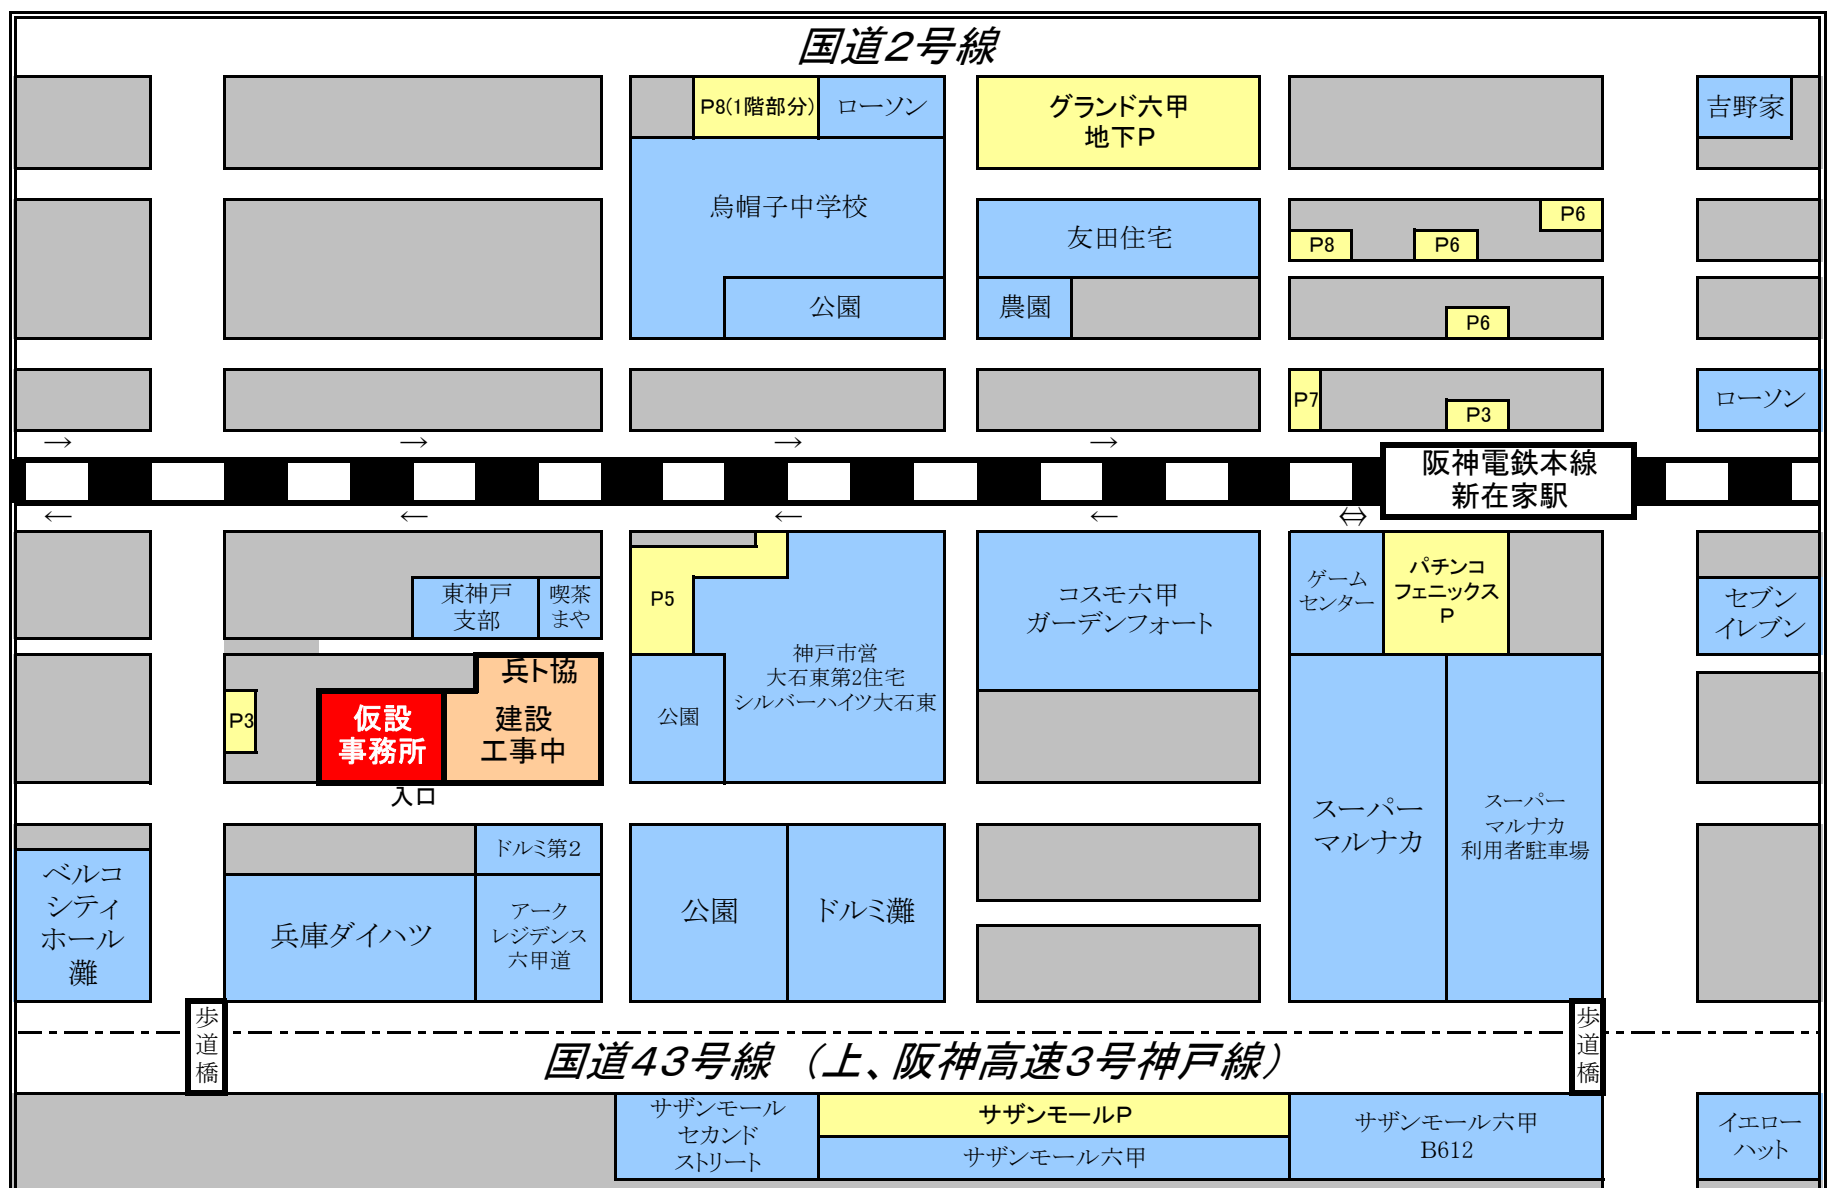 国道2号線
P8(1階部分)
ローソン
グランド六甲
地下P
吉野家
烏帽子中学校
公園
友田住宅
農園
P6
P8
P6
P6
P7
P3
ローソン
→ → → →
阪神電鉄本線
新在家駅
← ← ← ← ⇔
東神戸
支部
喫茶
まや
P5
神戸市営
大石東第2住宅
シルバーハイツ大石東
公園
コスモ六甲
ガーデンフォート
ゲーム
センター
パチンコ
フェニックス
P
セブン
イレブン
P3
仮設
事務所
兵ト協
建設
工事中
入口
スーパー
マルナカ
スーパー
マルナカ
利用者駐車場
ベルコ
シティ
ホール
灘
ドルミ第2
兵庫ダイハツ
アーク
レジデンス
六甲道
公園
ドルミ灘
歩
道
橋
歩
道
橋
国道43号線 （上、阪神高速3号神戸線）
サザンモール
セカンド
ストリート
サザンモールP
サザンモール六甲
サザンモール六甲
B612
イエロー
ハット